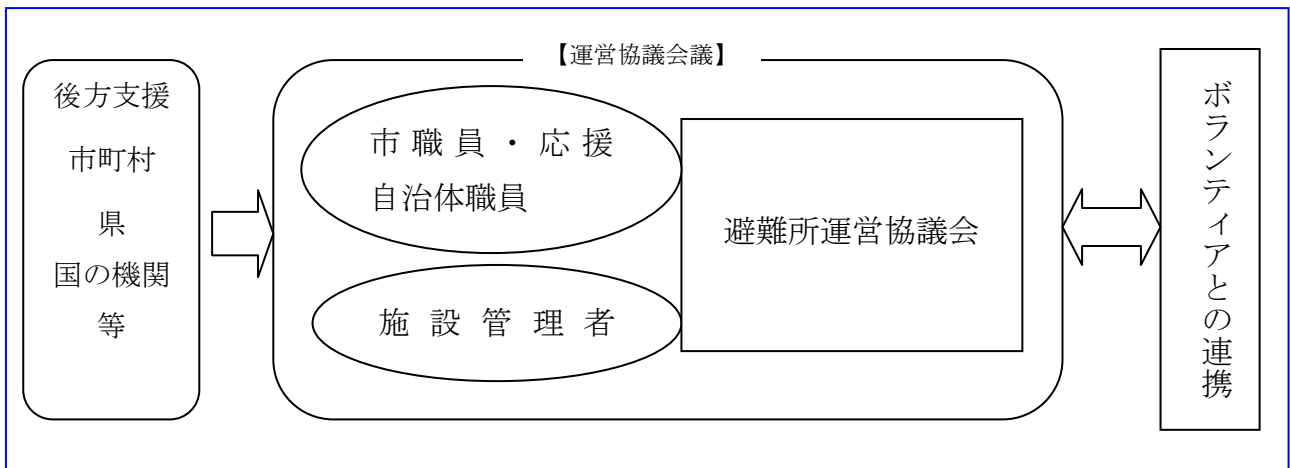 【運営協議会議】
後方支援
市町村
県
国の機関
等
市職員・応援
自治体職員
施設管理者
避難所運営協議会
ボランティアとの連携